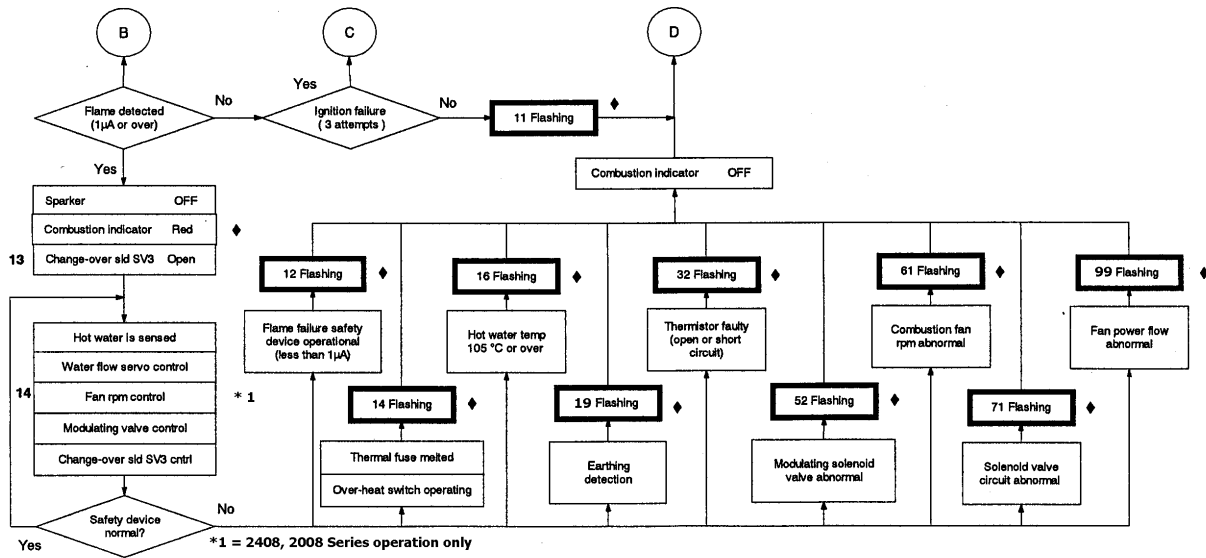 B
C
D
Yes
Flame detected
(1µA or over)
No
Ignition failure
( 3 attempts )
No
11 Flashing ♦
Yes
Combustion indicator OFF
Sparker OFF
Combustion indicator Red ♦
13 Change-over sld SV3 Open
12 Flashing ♦
16 Flashing ♦
32 Flashing ♦
61 Flashing ♦
99 Flashing ♦
Flame failure safety
device operational
(less than 1µA)
Hot water temp
105 °C or over
Thermistor faulty
(open or short
circuit)
Combustion fan
rpm abnormal
Fan power flow
abnormal
Hot water is sensed
Water flow servo control
14 Fan rpm control * 1
Modulating valve control
Change-over sld SV3 cntrl
14 Flashing ♦
19 Flashing ♦
52 Flashing ♦
71 Flashing ♦
Thermal fuse melted
Over-heat switch operating
Earthing
detection
Modulating solenoid
valve abnormal
Solenoid valve
circuit abnormal
Safety device
normal?
No
Yes
*1 = 2408, 2008 Series operation only